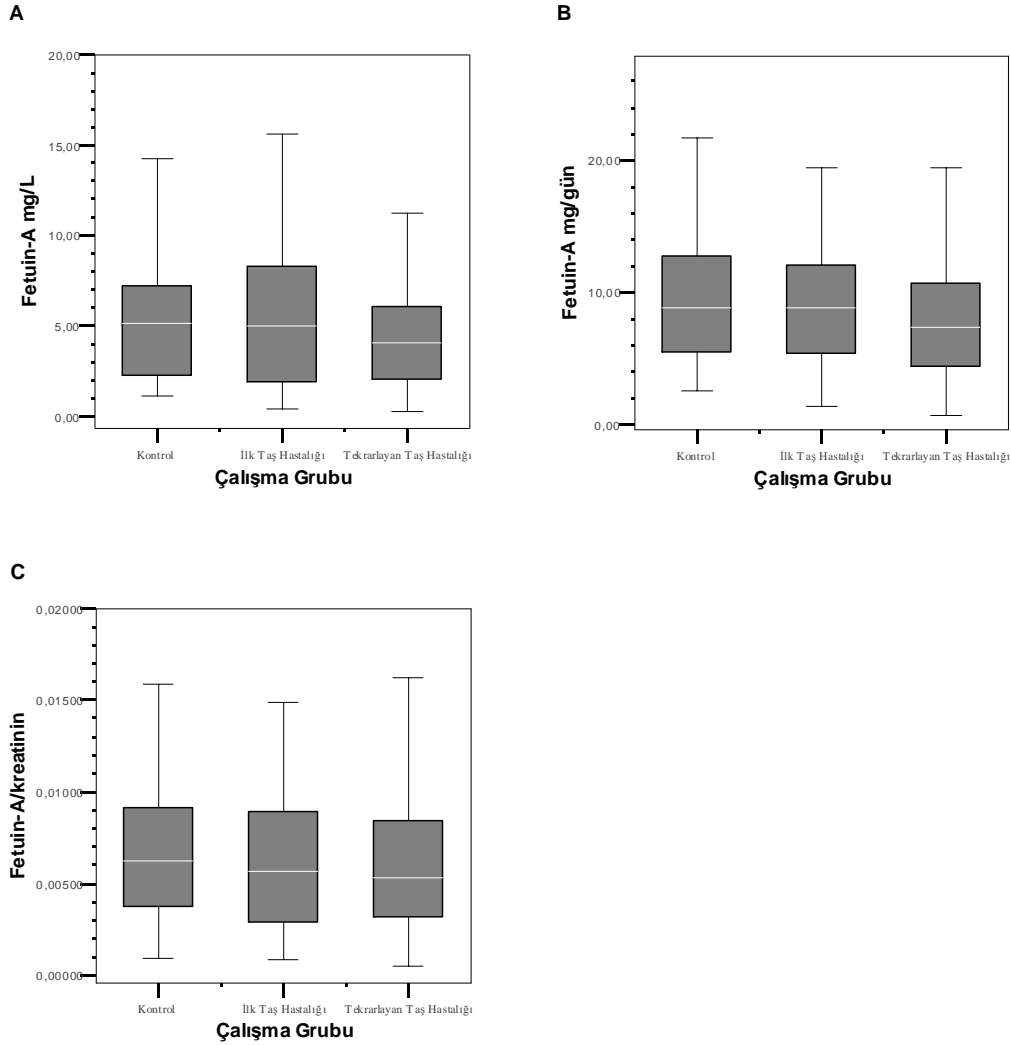 A
20,00
15,00
10,00
5,00
0,00
Fetuin-A mg/L
Kontrol
İlk Taş Hastalığı
Tekrarlayan Taş Hastalığı
Çalışma Grubu
B
20,00
10,00
0,00
Fetuin-A mg/gün
Kontrol
İlk Taş Hastalığı
Tekrarlayan Taş Hastalığı
Çalışma Grubu
C
0,02000
0,01500
0,01000
0,00500
0,00000
Fetuin-A/kreatinin
Kontrol
İlk Taş Hastalığı
Tekrarlayan Taş Hastalığı
Çalışma Grubu